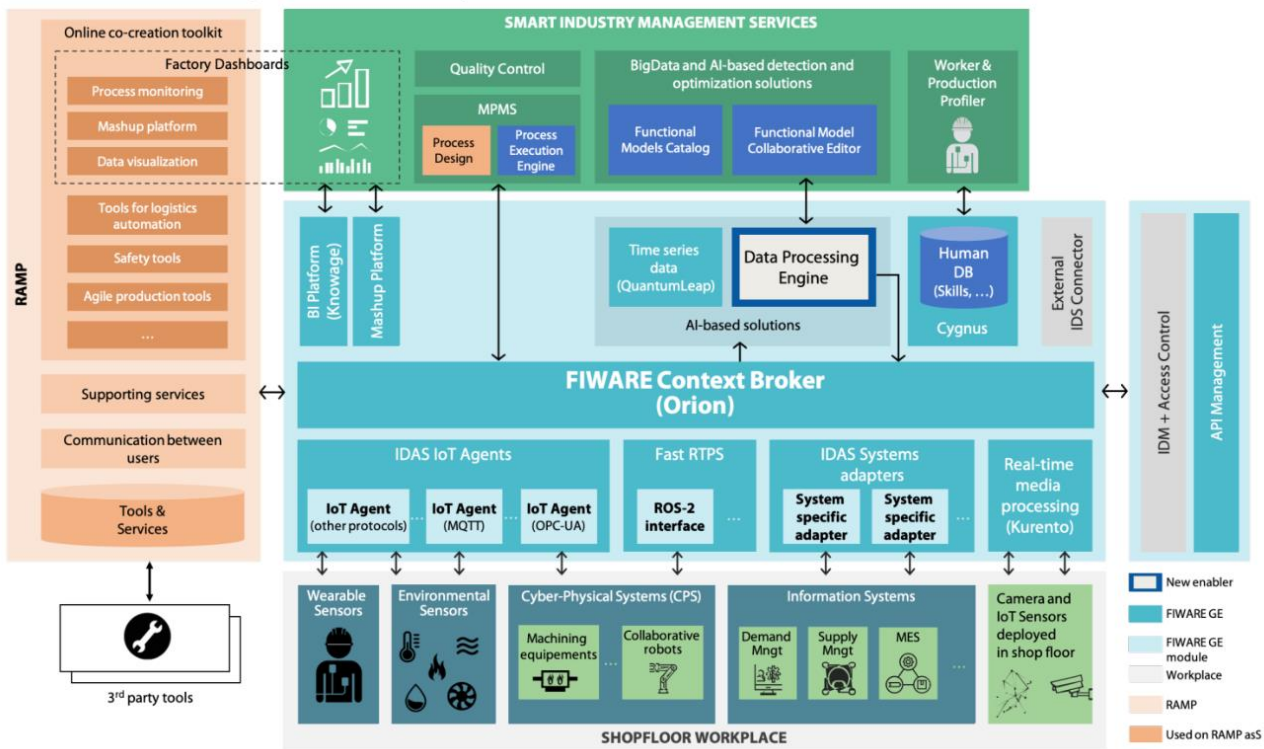 SMART INDUSTRY MANAGEMENT SERVICES
Online co-creation toolkit
Factory Dashboards
Process monitoring
Mashup platform
Data visualization
Tools for logistics
automation
Safety tools
Agile production tools
...
RAMP
Supporting services
Communication between
users
Tools &
Services
3rd party tools
Quality Control
MPMS
Process
Design
Process
Execution
Engine
BigData and AI-based detection and
optimization solutions
Functional
Models Catalog
Functional Model
Collaborative Editor
Worker &
Production
Profiler
BI Platform
(Knowage)
Mashup Platform
Time series
data
(QuantumLeap)
Data Processing
Engine
AI-based solutions
Human
DB
(Skills, ...)
Cygnus
External
IDS Connector
FIWARE Context Broker
(Orion)
IDM + Access Control
API Management
IDAS IoT Agents
IoT Agent
(other protocols)
...
IoT Agent
(MQTT)
...
IoT Agent
(OPC-UA)
Fast RTPS
ROS-2
interface
...
IDAS Systems
adapters
System
specific
adapter
System
specific
adapter
...
Real-time
media
processing
(Kurento)
Wearable
Sensors
Environmental
Sensors
Cyber-Physical Systems (CPS)
Machining
equipements
...
Collaborative
robots
Information Systems
Demand
Mngt
Supply
Mngt
MES
...
Camera and
IoT Sensors
deployed
in shop floor
SHOPFLOOR WORKPLACE
New enabler
FIWARE GE
FIWARE GE
module
Workplace
RAMP
Used on RAMP asS